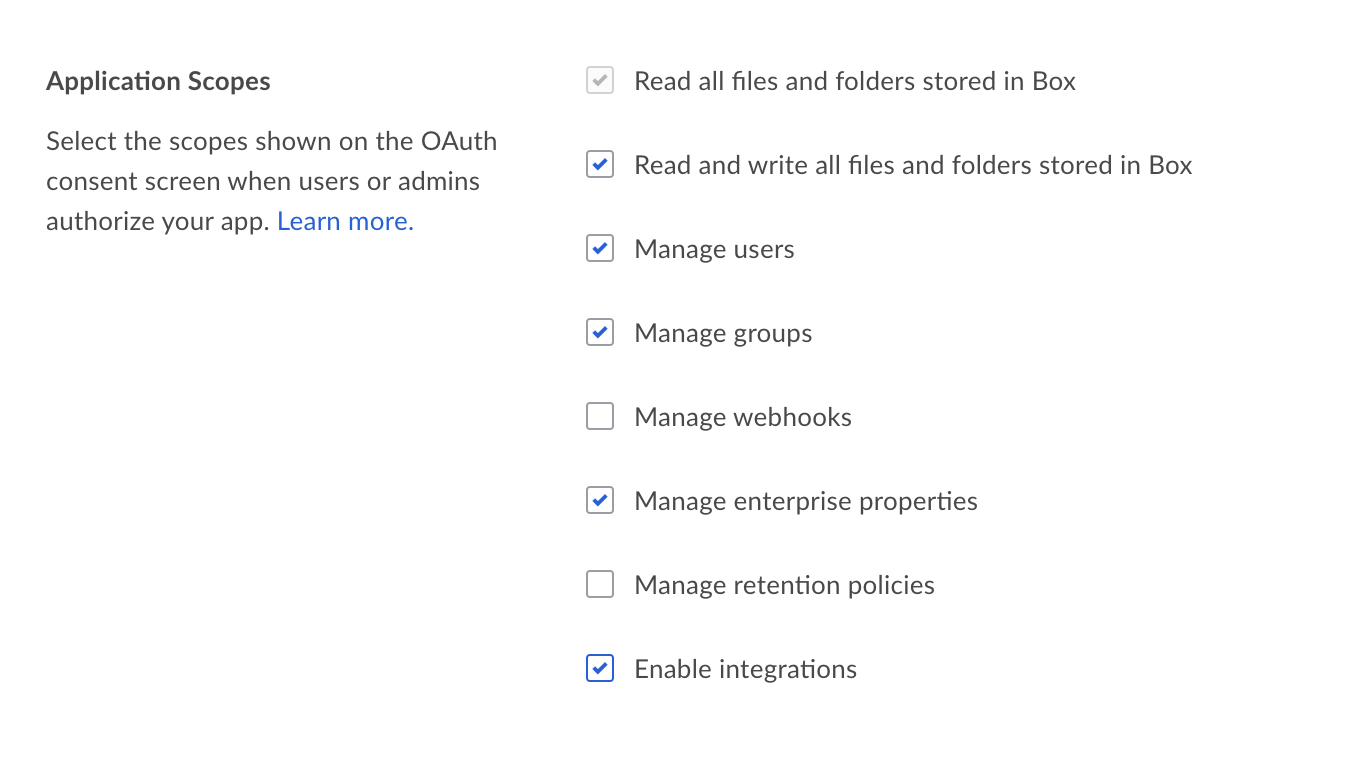 Application Scopes
Select the scopes shown on the OAuth
consent screen when users or admins
authorize your app. Learn more.
Read all files and folders stored in Box
Read and write all files and folders stored in Box
Manage users
Manage groups
Manage webhooks
Manage enterprise properties
Manage retention policies
Enable integrations